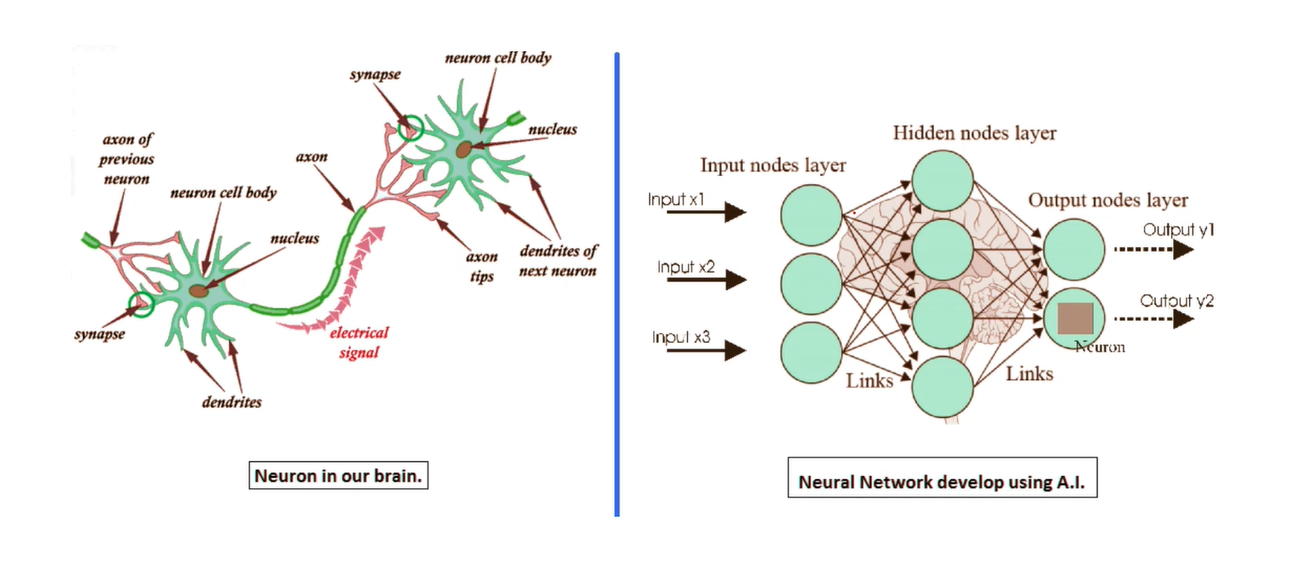 neuron cell body
synapse
nucleus
axon of
previous
neuron
axon
neuron cell body
nucleus
axon
tips
dendrites of
next neuron
synapse
electrical
signal
dendrites
Neuron in our brain.
Hidden nodes layer
Input nodes layer
Output nodes layer
Input x1
Input x2
Input x3
Output y1
Output y2
Neuron
Links
Links
Neural Network develop using A.I.